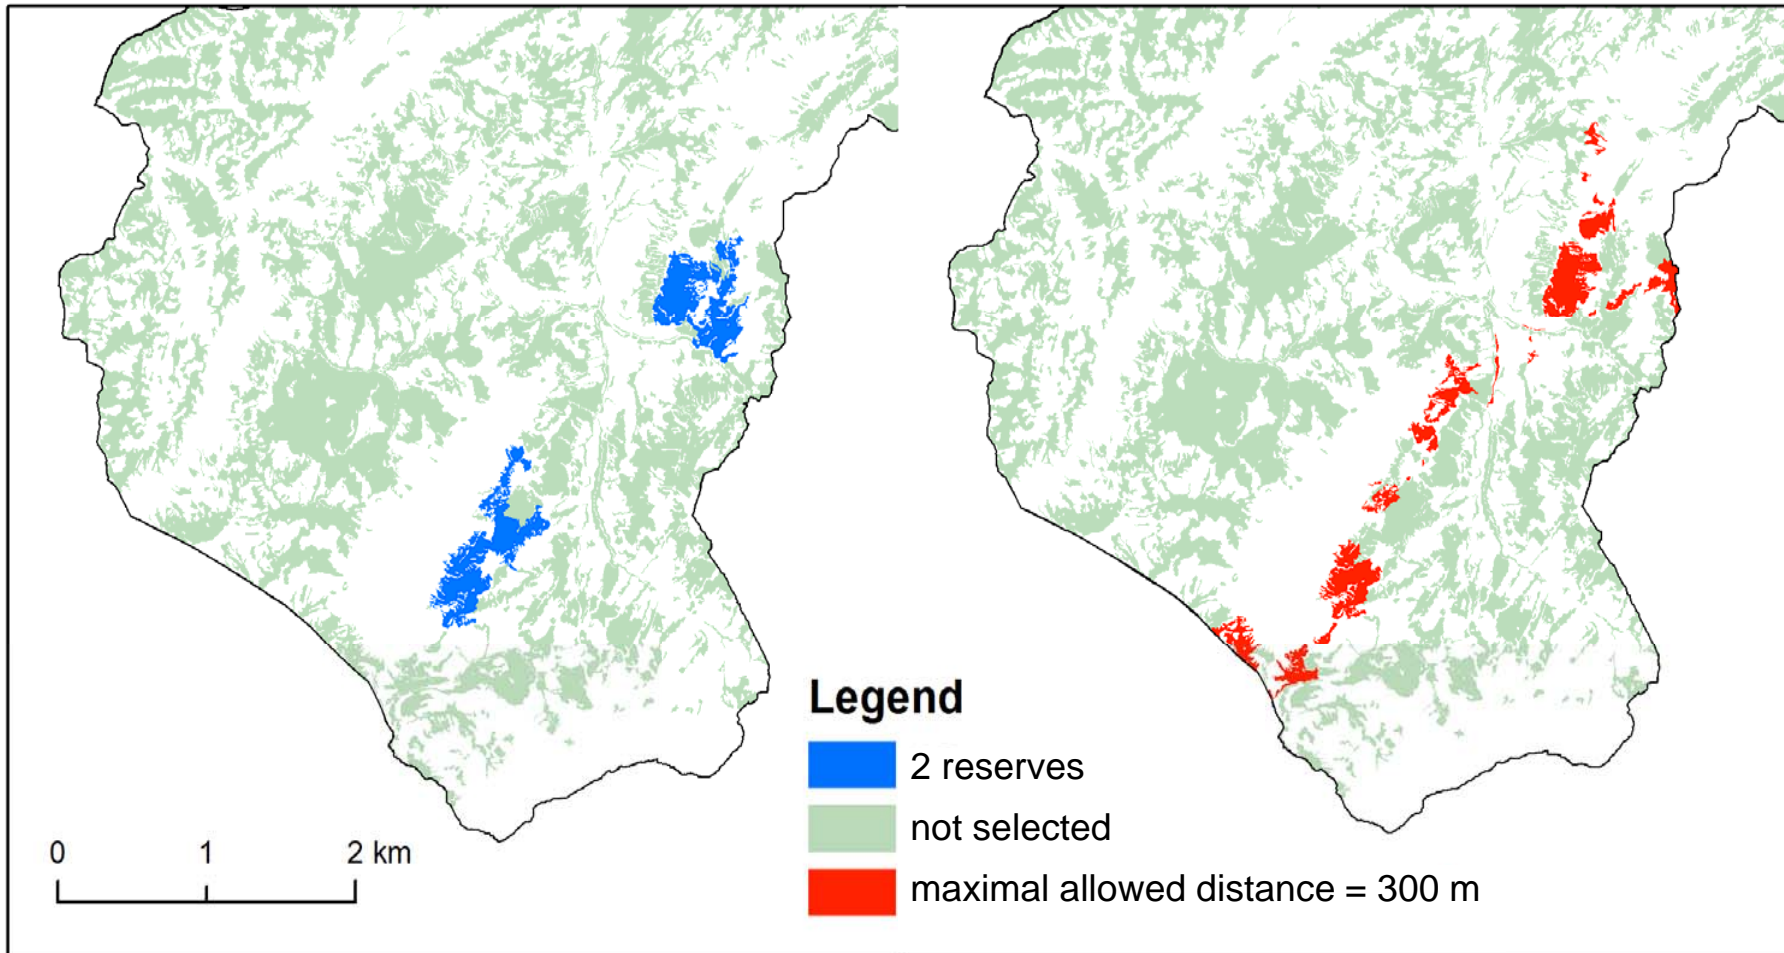 Legend
2 reserves
not selected
maximal allowed distance = 300 m
0 1 2 km